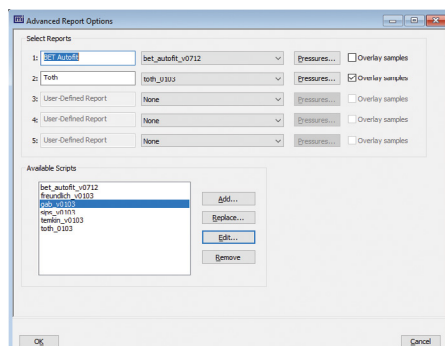 Advanced Report Options
Select Reports
1: BET Autofit bet_autofit_v0712 Pressures... Overlay samples
2: Toth toth_0103 Pressures... Overlay samples
3: User-Defined Report None Pressures... Overlay samples
4: User-Defined Report None Pressures... Overlay samples
5: User-Defined Report None Pressures... Overlay samples
Available Scripts
bet_autofit_v0712
freundlich_v0103
gab_v0103
sips_v0103
temkin_v0103
toth_0103
Add...
Replace...
Edit...
Remove
OK Cancel